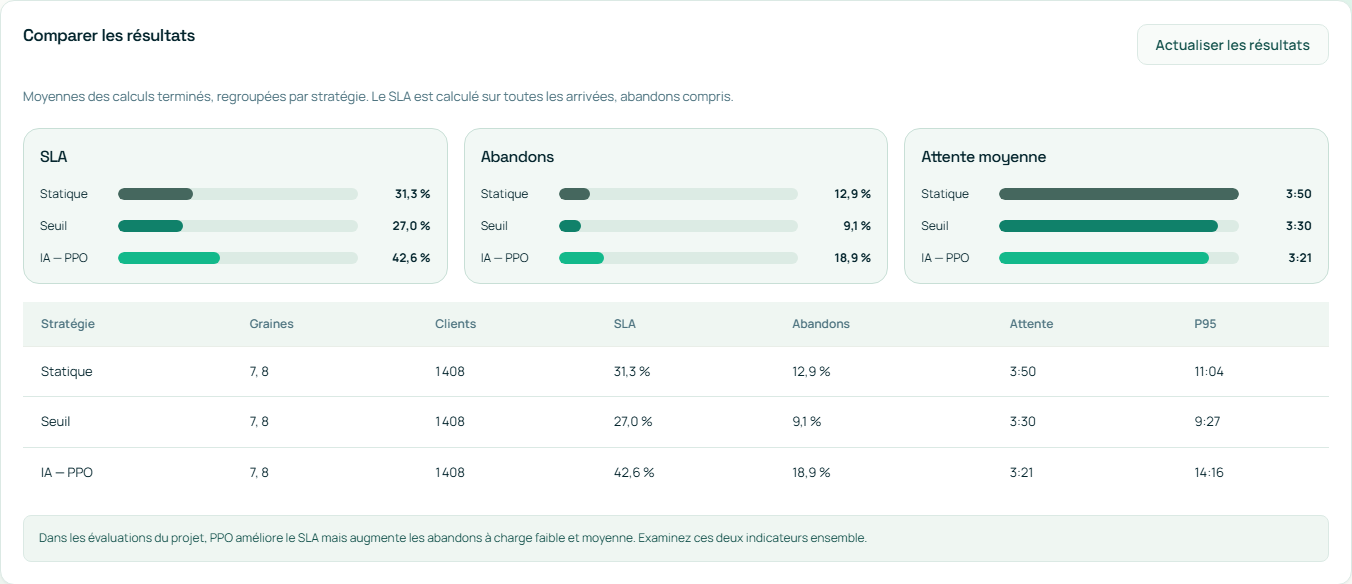 Comparer les résultats
Actualiser les résultats
Moyennes des calculs terminés, regroupées par stratégie. Le SLA est calculé sur toutes les arrivées, abandons compris.
SLA
Statique 31,3 %
Seuil 27,0 %
IA — PPO 42,6 %
Abandons
Statique 12,9 %
Seuil 9,1 %
IA — PPO 18,9 %
Attente moyenne
Statique 3:50
Seuil 3:30
IA — PPO 3:21
Stratégie Graines Clients SLA Abandons Attente P95
Statique 7, 8 1 408 31,3 % 12,9 % 3:50 11:04
Seuil 7, 8 1 408 27,0 % 9,1 % 3:30 9:27
IA — PPO 7, 8 1 408 42,6 % 18,9 % 3:21 14:16
Dans les évaluations du projet, PPO améliore le SLA mais augmente les abandons à charge faible et moyenne. Examinez ces deux indicateurs ensemble.